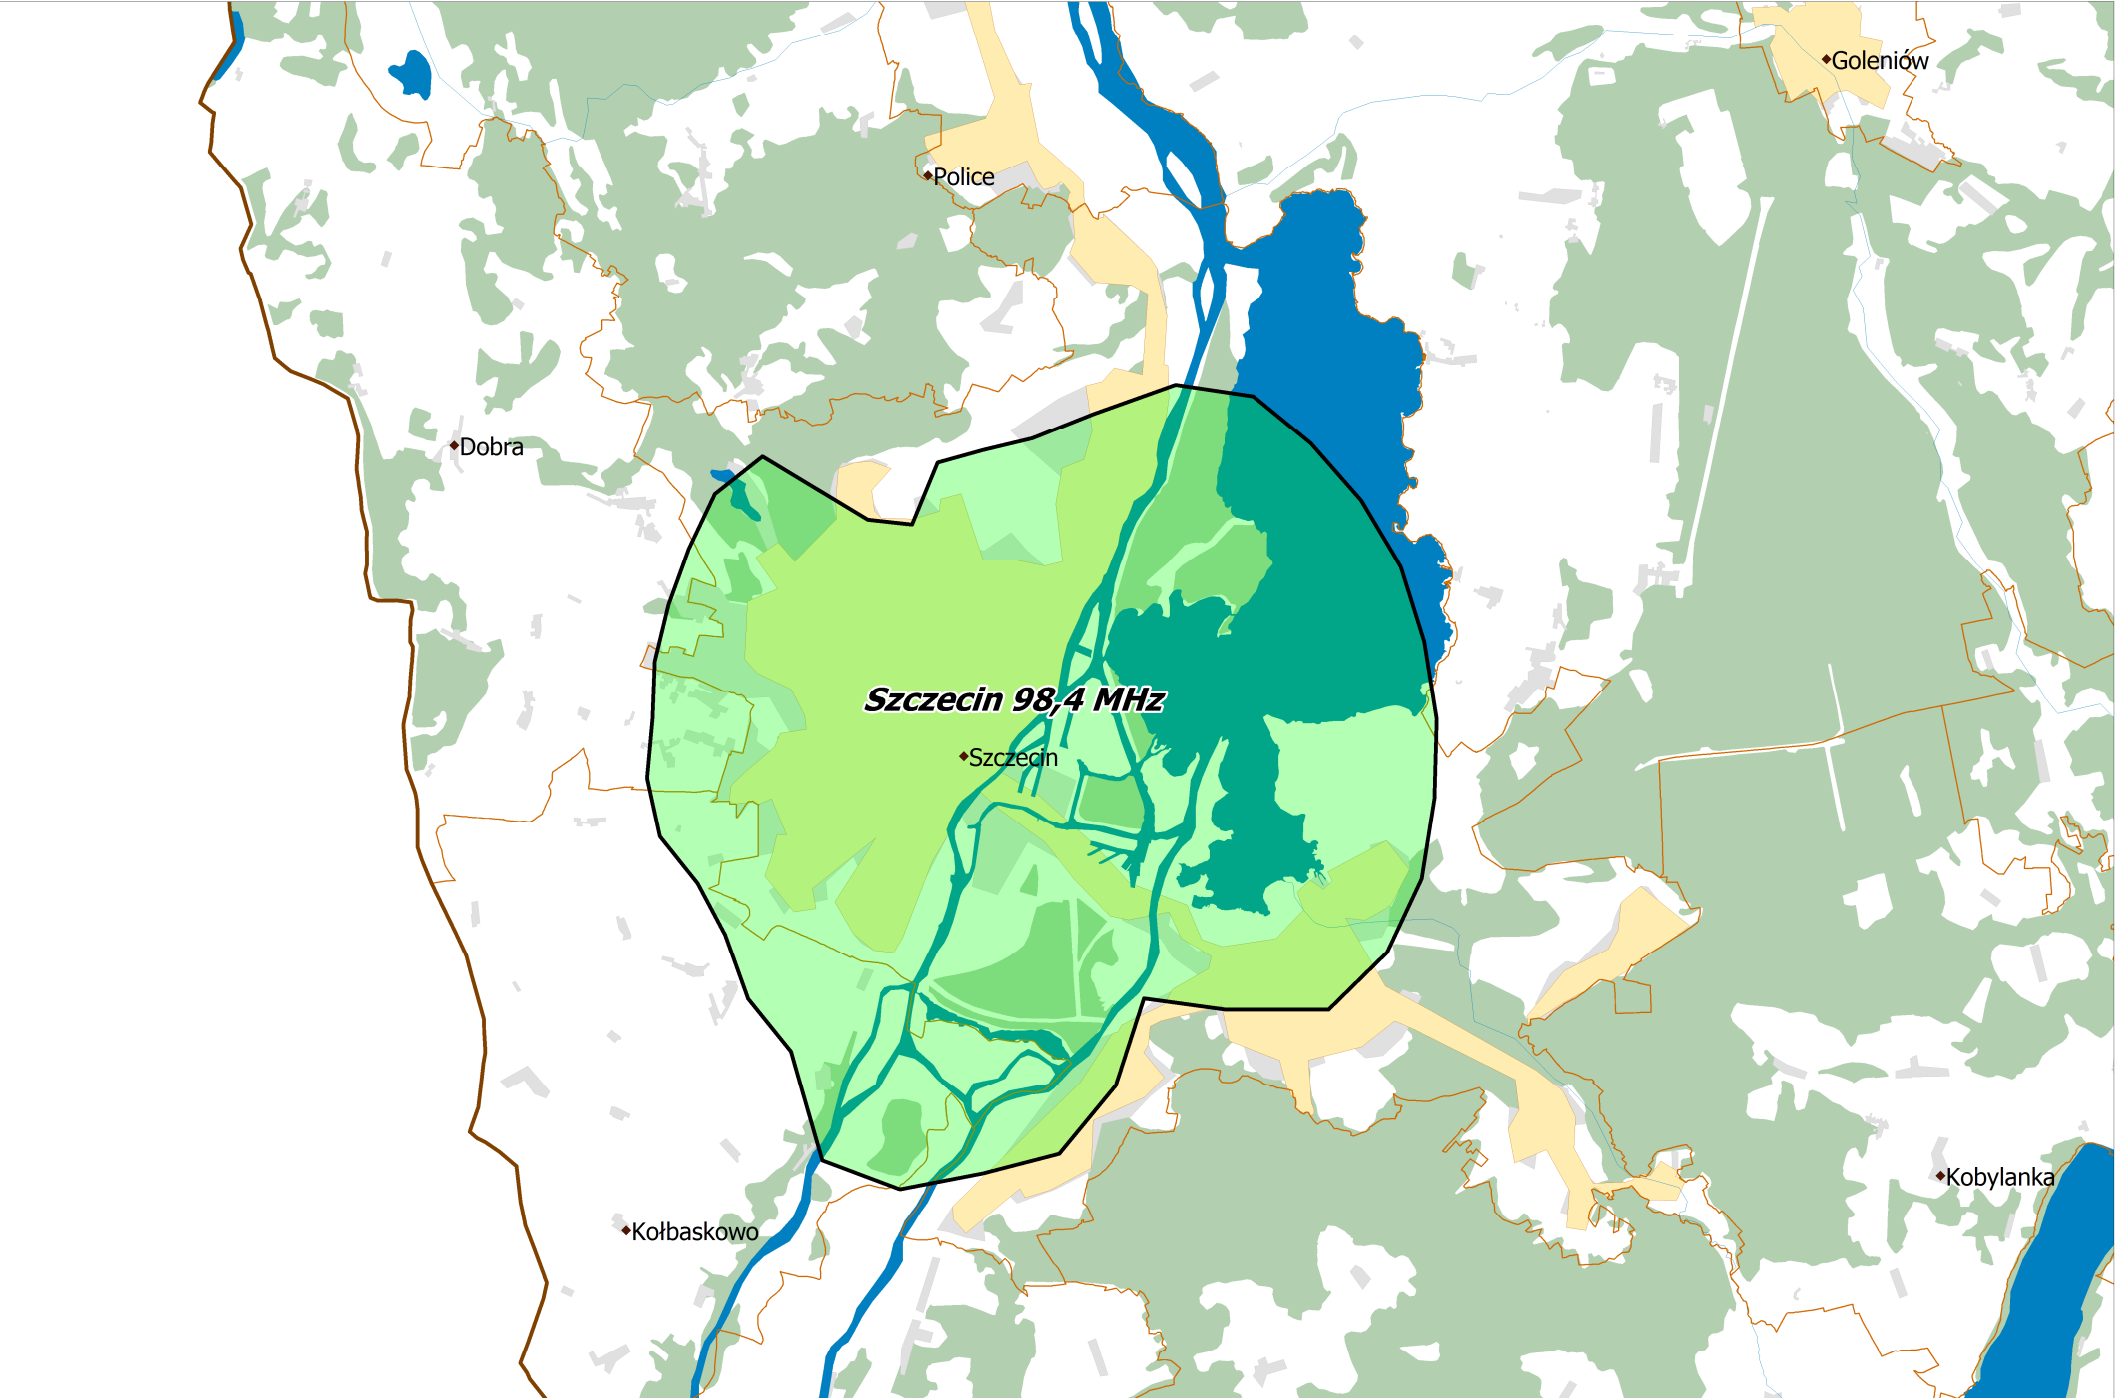 Goleniów
Police
Dobra
Szczecin 98,4 MHz
Szczecin
Kobylanka
Kołbaskowo